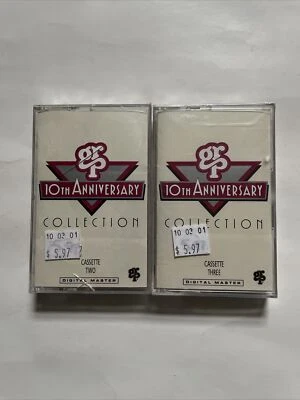 grp
10TH ANNIVERSARY
COLLECTION
10 02 01
$ 5.97
CASSETTE
TWO
DIGITAL MASTER
grp
grp
10TH ANNIVERSARY
COLLECTION
10 02 01
$ 5.97
CASSETTE
THREE
DIGITAL MASTER
grp